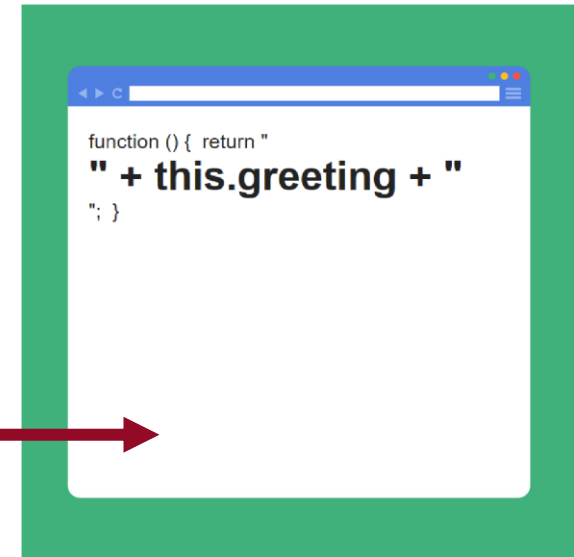 function () {  return "
" + this.greeting + "
";  }